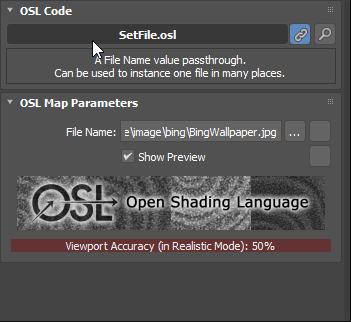 OSL Code
SetFile.osl
A File Name value passthrough.
Can be used to instance one file in many places.
OSL Map Parameters
File Name: e\image\bing\BingWallpaper.jpg ...
Show Preview
OSL Open Shading Language
Viewport Accuracy (in Realistic Mode): 50%